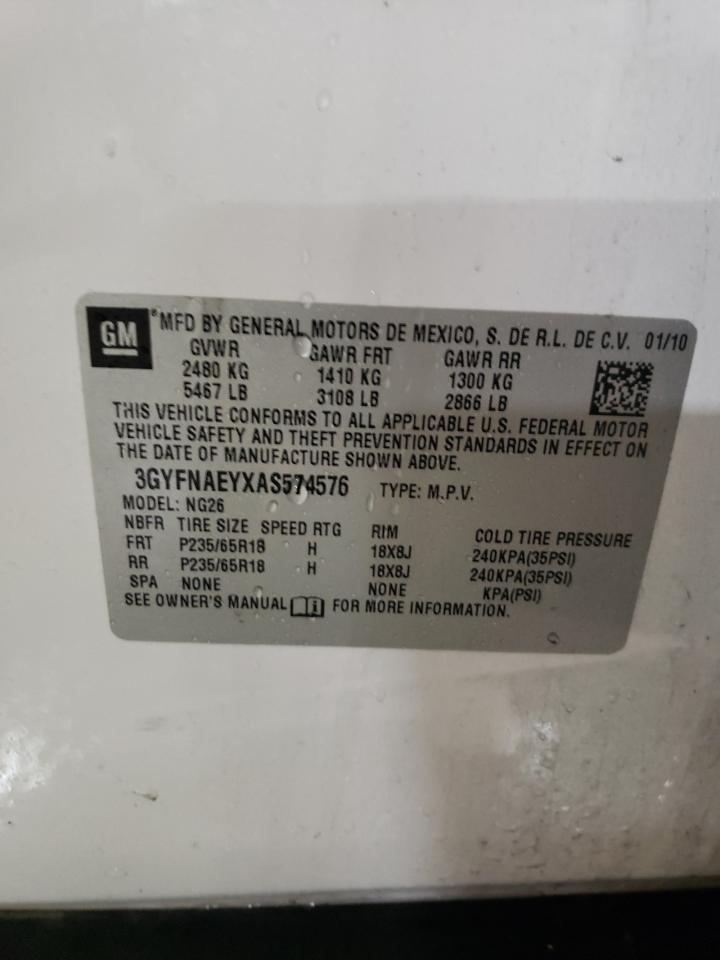 GM
®MFD BY GENERAL MOTORS DE MEXICO, S. DE R.L. DE C.V. 01/10
GVWR GAWR FRT GAWR RR
2480 KG 1410 KG 1300 KG
5467 LB 3108 LB 2866 LB
THIS VEHICLE CONFORMS TO ALL APPLICABLE U.S. FEDERAL MOTOR
VEHICLE SAFETY AND THEFT PREVENTION STANDARDS IN EFFECT ON
THE DATE OF MANUFACTURE SHOWN ABOVE.
3GYFNAEYXAS574576 TYPE: M.P.V.
MODEL: NG26
NBFR TIRE SIZE SPEED RTG RIM COLD TIRE PRESSURE
FRT P235/65R18 H 18X8J 240KPA(35PSI)
RR P235/65R18 H 18X8J 240KPA(35PSI)
SPA NONE NONE KPA(PSI)
SEE OWNER'S MANUAL FOR MORE INFORMATION.